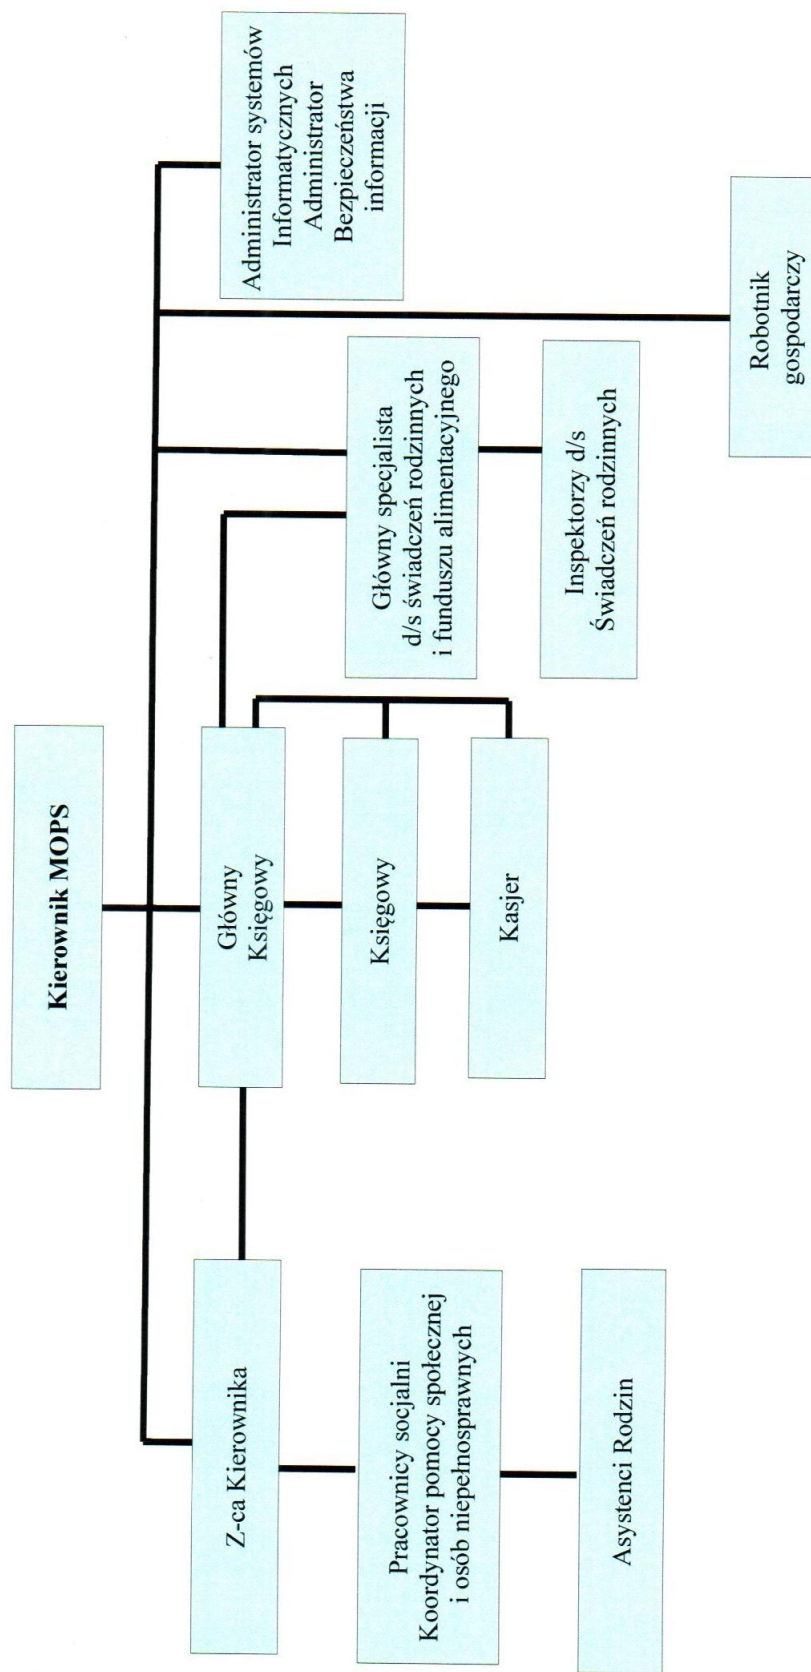 Kierownik MOPS
Z-ca Kierownika
Główny
Księgowy
Administrator systemów
Informatycznych
Administrator
Bezpieczeństwa
informacji
Pracownicy socjalni
Koordynator pomocy społecznej
i osób niepełnosprawnych
Księgowy
Główny specjalista
d/s świadczeń rodzinnych
i funduszu alimentacyjnego
Asystenci Rodzin
Kasjer
Inspektorzy d/s
Świadczeń rodzinnych
Robotnik
gospodarczy